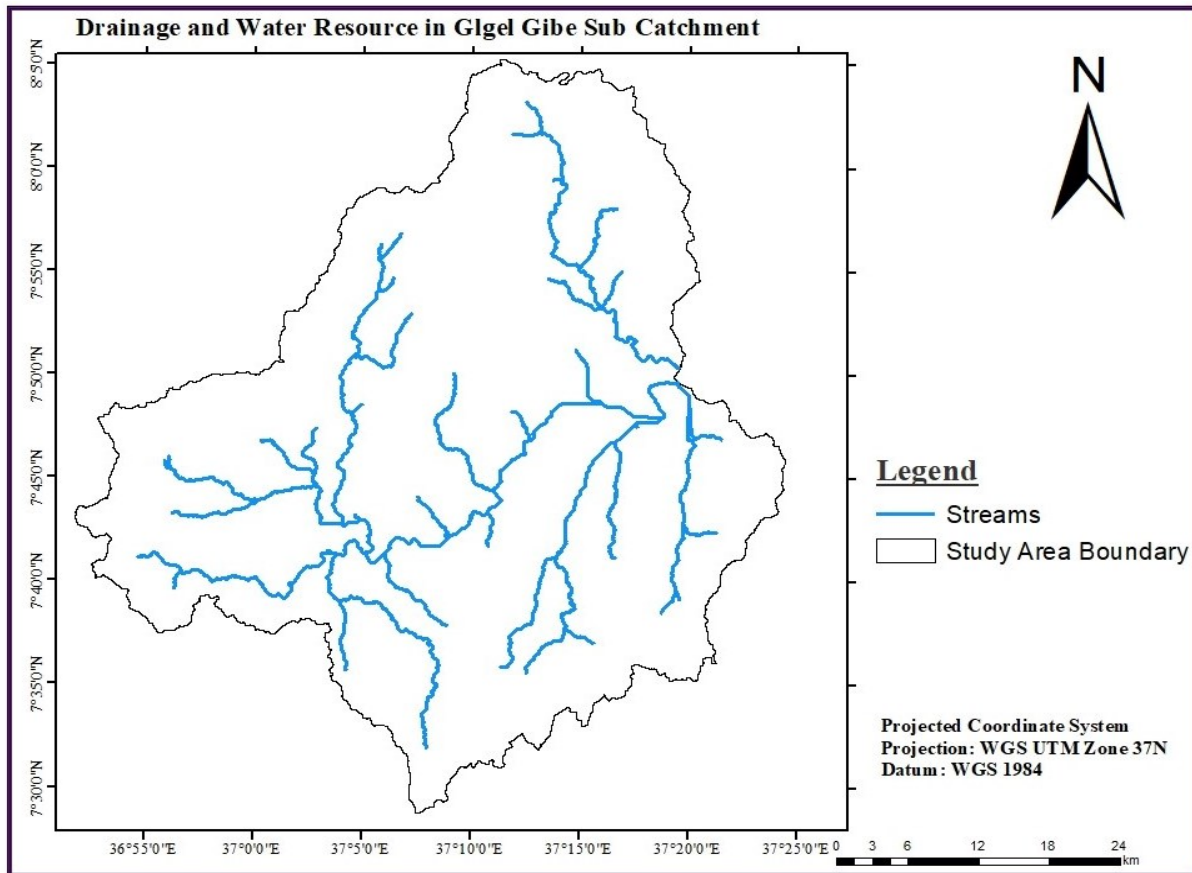 Drainage and Water Resource in Glgel Gibe Sub Catchment
N
8°5'0"N
8°0'0"N
7°55'0"N
7°50'0"N
7°45'0"N
7°40'0"N
7°35'0"N
7°30'0"N
36°55'0"E
37°0'0"E
37°5'0"E
37°10'0"E
37°15'0"E
37°20'0"E
37°25'0"E
Legend
Streams
Study Area Boundary
Projected Coordinate System
Projection: WGS UTM Zone 37N
Datum: WGS 1984
0 3 6 12 18 24
km